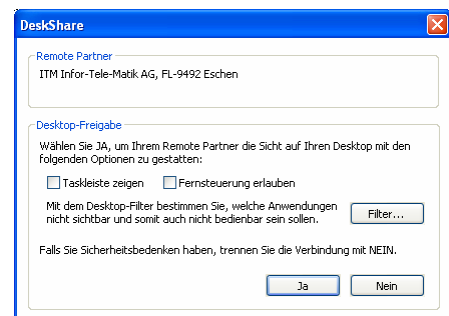 DeskShare
Remote Partner
ITM Infor-Tele-Matik AG, FL-9492 Eschen
Desktop-Freigabe
Wählen Sie JA, um Ihrem Remote Partner die Sicht auf Ihren Desktop mit den
folgenden Optionen zu gestatten:
Taskleiste zeigen Fernsteuerung erlauben
Mit dem Desktop-Filter bestimmen Sie, welche Anwendungen
nicht sichtbar und somit auch nicht bedienbar sein sollen.
Filter...
Falls Sie Sicherheitsbedenken haben, trennen Sie die Verbindung mit NEIN.
Ja Nein